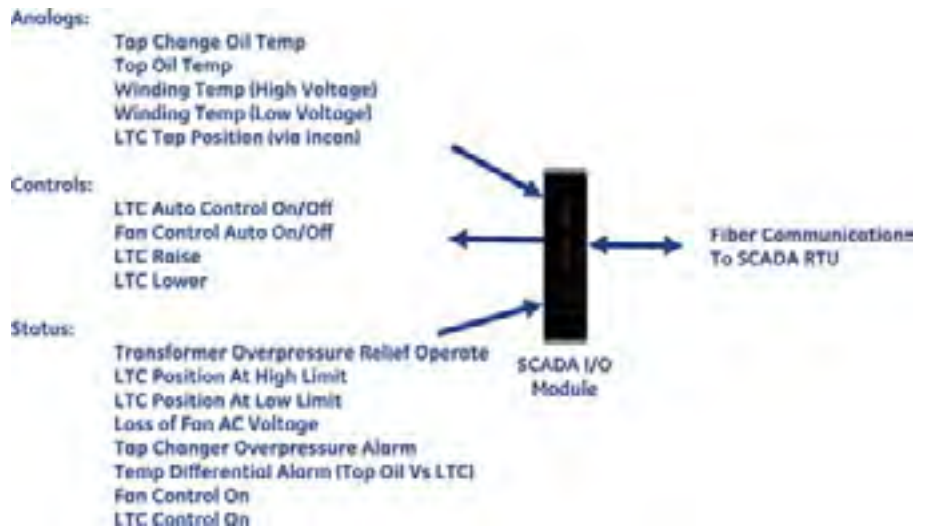 Analogs:
Tap Change Oil Temp
Top Oil Temp
Winding Temp (High Voltage)
Winding Temp (Low Voltage)
LTC Tap Position (via Incon)
Controls:
LTC Auto Control On/Off
Fan Control Auto On/Off
LTC Raise
LTC Lower
Fiber Communications
To SCADA RTU
Status:
Transformer Overpressure Relief Operate
LTC Position At High Limit
LTC Position At Low Limit
Loss of Fan AC Voltage
Tap Changer Overpressure Alarm
Temp Differential Alarm (Top Oil Vs LTC)
Fan Control On
LTC Control On
SCADA I/O
Module